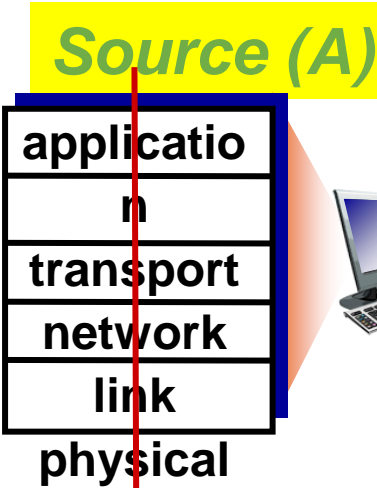 Source (A)
applicatio
n
transport
network
link
physical